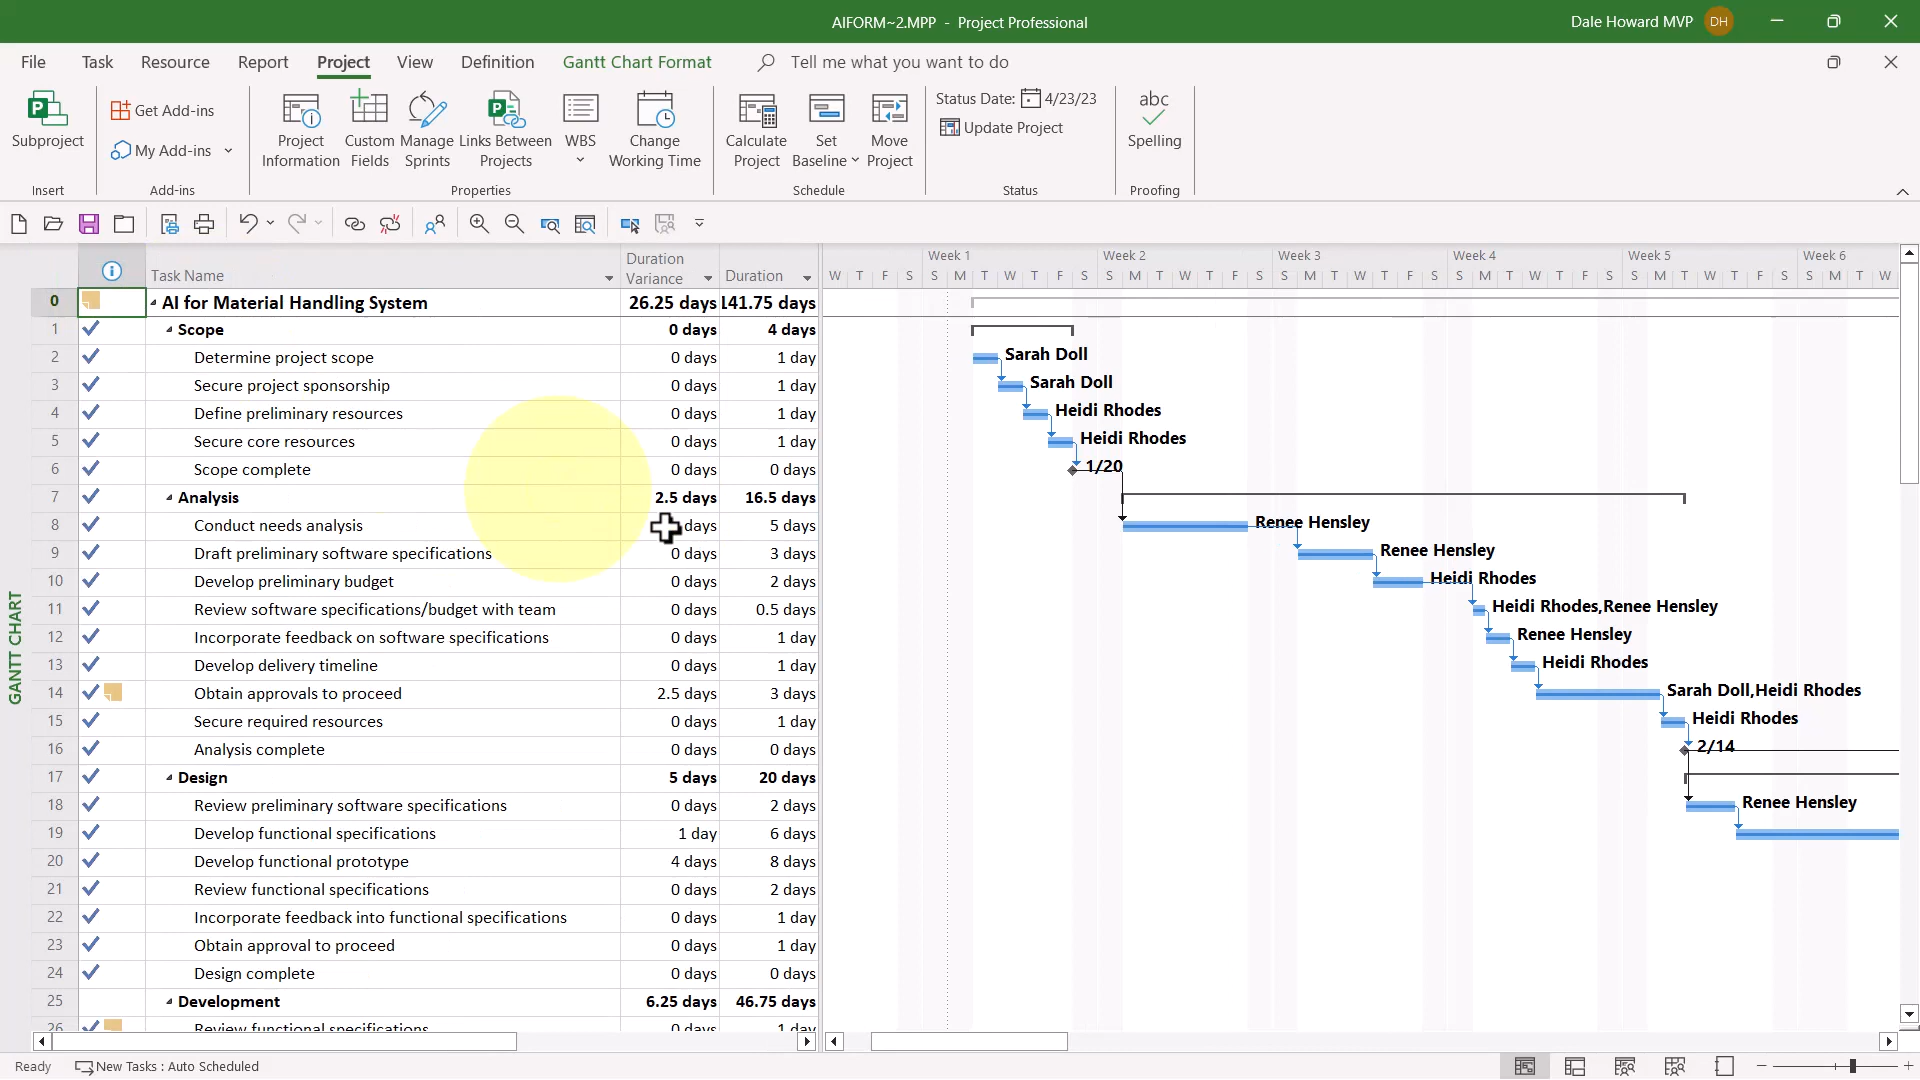 AIFORM~2.MPP - Project Professional
Dale Howard MVP DH
File Task Resource Report Project View Definition Gantt Chart Format Tell me what you want to do
Subproject
Insert
Get Add-ins
My Add-ins
Add-ins
Project Information
Custom Fields
Manage Sprints
Links Between Projects
WBS
Change Working Time
Properties
Calculate Project
Set Baseline
Move Project
Schedule
Status Date: 4/23/23
Update Project
Status
abc
Spelling
Proofing
Task Name Duration Variance Duration
Week 1 Week 2 Week 3 Week 4 Week 5 Week 6
W T F S S M T W T F S S M T W T F S S M T W T F S S M T W T F S S M T W T F S S M T W
0 AI for Material Handling System 26.25 days 141.75 days
1 Scope 0 days 4 days
2 Determine project scope 0 days 1 day Sarah Doll
3 Secure project sponsorship 0 days 1 day Sarah Doll
4 Define preliminary resources 0 days 1 day Heidi Rhodes
5 Secure core resources 0 days 1 day Heidi Rhodes
6 Scope complete 0 days 0 days 1/20
7 Analysis 2.5 days 16.5 days
8 Conduct needs analysis days 5 days Renee Hensley
9 Draft preliminary software specifications 0 days 3 days Renee Hensley
10 Develop preliminary budget 0 days 2 days Heidi Rhodes
11 Review software specifications/budget with team 0 days 0.5 days Heidi Rhodes,Renee Hensley
12 Incorporate feedback on software specifications 0 days 1 day Renee Hensley
13 Develop delivery timeline 0 days 1 day Heidi Rhodes
14 Obtain approvals to proceed 2.5 days 3 days Sarah Doll,Heidi Rhodes
15 Secure required resources 0 days 1 day Heidi Rhodes
16 Analysis complete 0 days 0 days 2/14
17 Design 5 days 20 days
18 Review preliminary software specifications 0 days 2 days Renee Hensley
19 Develop functional specifications 1 day 6 days
20 Develop functional prototype 4 days 8 days
21 Review functional specifications 0 days 2 days
22 Incorporate feedback into functional specifications 0 days 1 day
23 Obtain approval to proceed 0 days 1 day
24 Design complete 0 days 0 days
25 Development 6.25 days 46.75 days
26 Review functional specifications 0 days 1 day
GANTT CHART
Ready New Tasks : Auto Scheduled